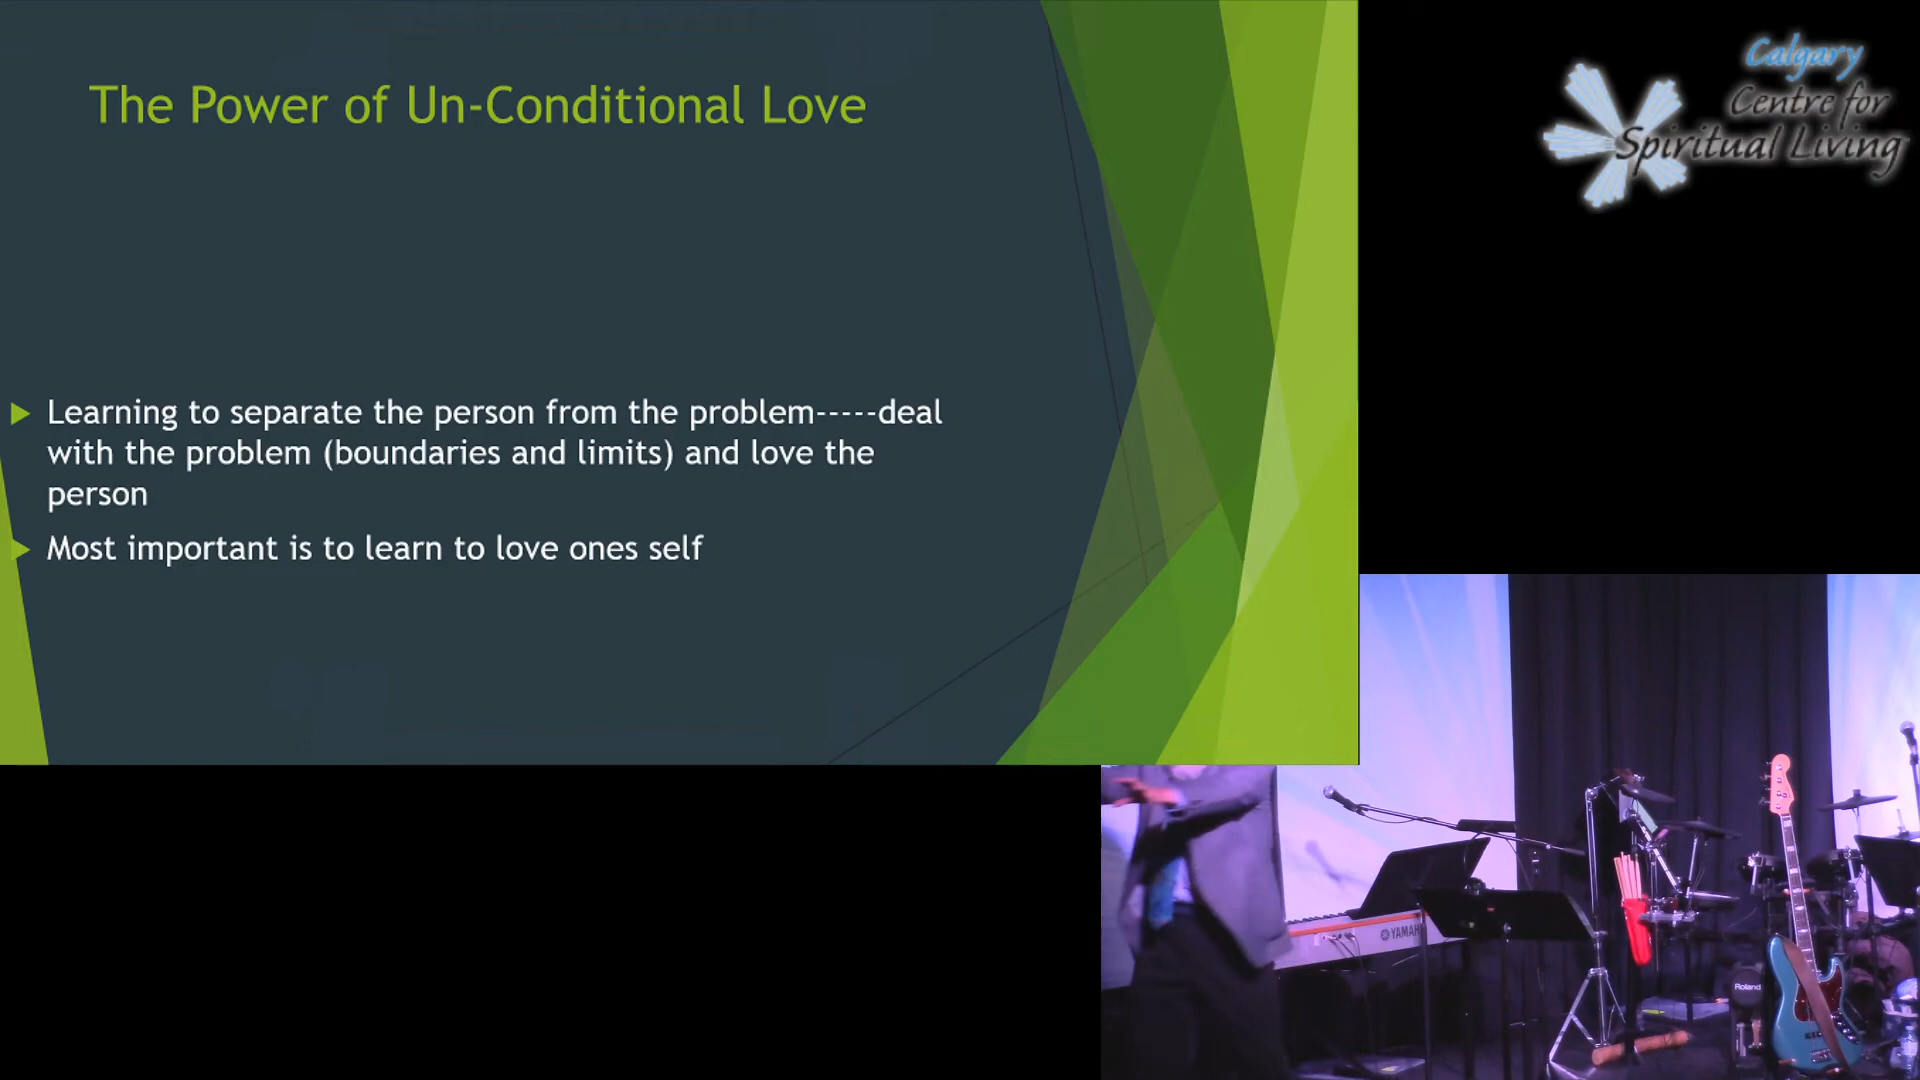 The Power of Un-Conditional Love
Calgary
Centre for
Spiritual Living
Learning to separate the person from the problem-----deal
with the problem (boundaries and limits) and love the
person
Most important is to learn to love ones self
YAMAH
Roland